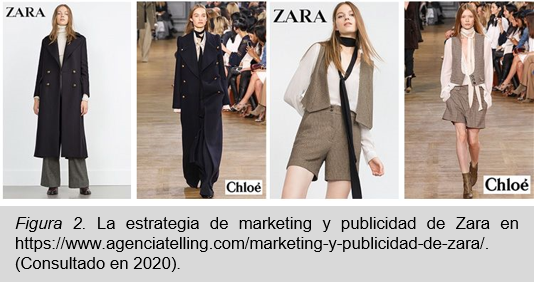 ZARA
ZARA
Chloé
Chloé
Figura 2. La estrategia de marketing y publicidad de Zara en
https://www.agenciatelling.com/marketing-y-publicidad-de-zara/.
(Consultado en 2020).